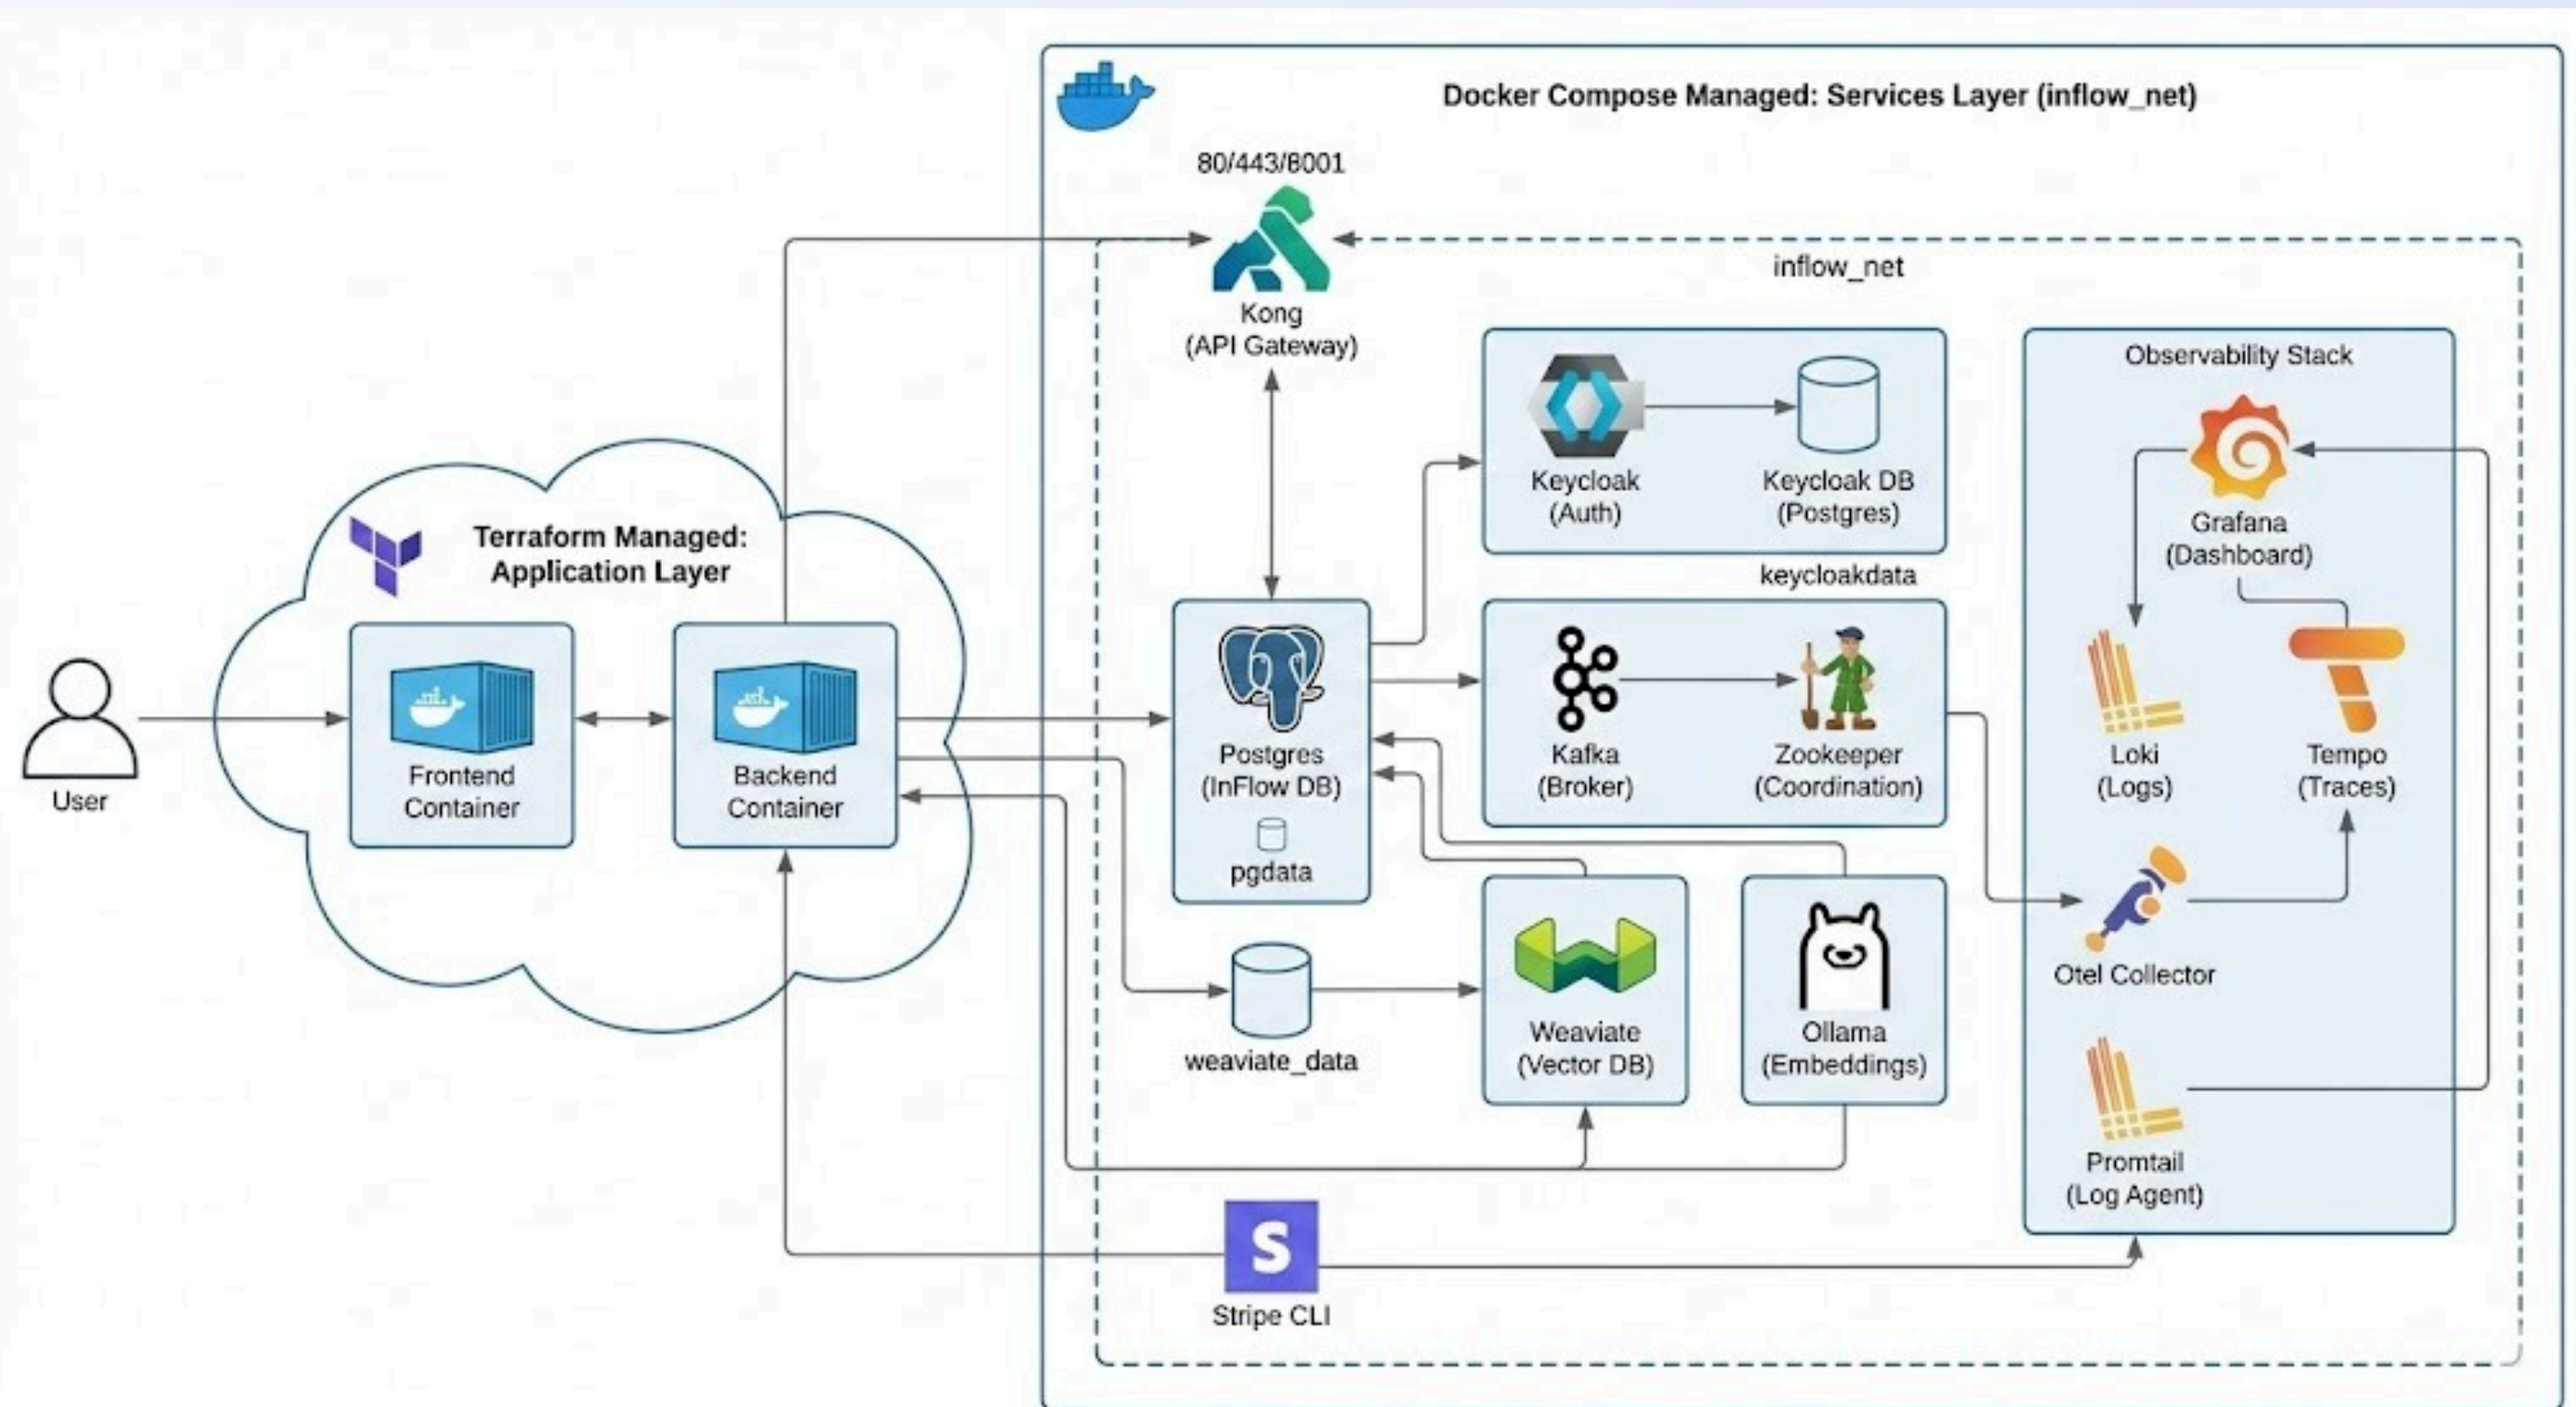 Docker Compose Managed: Services Layer (inflow_net)
80/443/8001
Kong
(API Gateway)
inflow_net
Keycloak
(Auth)
Keycloak DB
(Postgres)
keycloakdata
Observability Stack
Grafana
(Dashboard)
Terraform Managed:
Application Layer
User
Frontend
Container
Backend
Container
Postgres
(InFlow DB)
pgdata
Kafka
(Broker)
Zookeeper
(Coordination)
Loki
(Logs)
Tempo
(Traces)
Otel Collector
weaviate_data
Weaviate
(Vector DB)
Ollama
(Embeddings)
Promtail
(Log Agent)
S
Stripe CLI